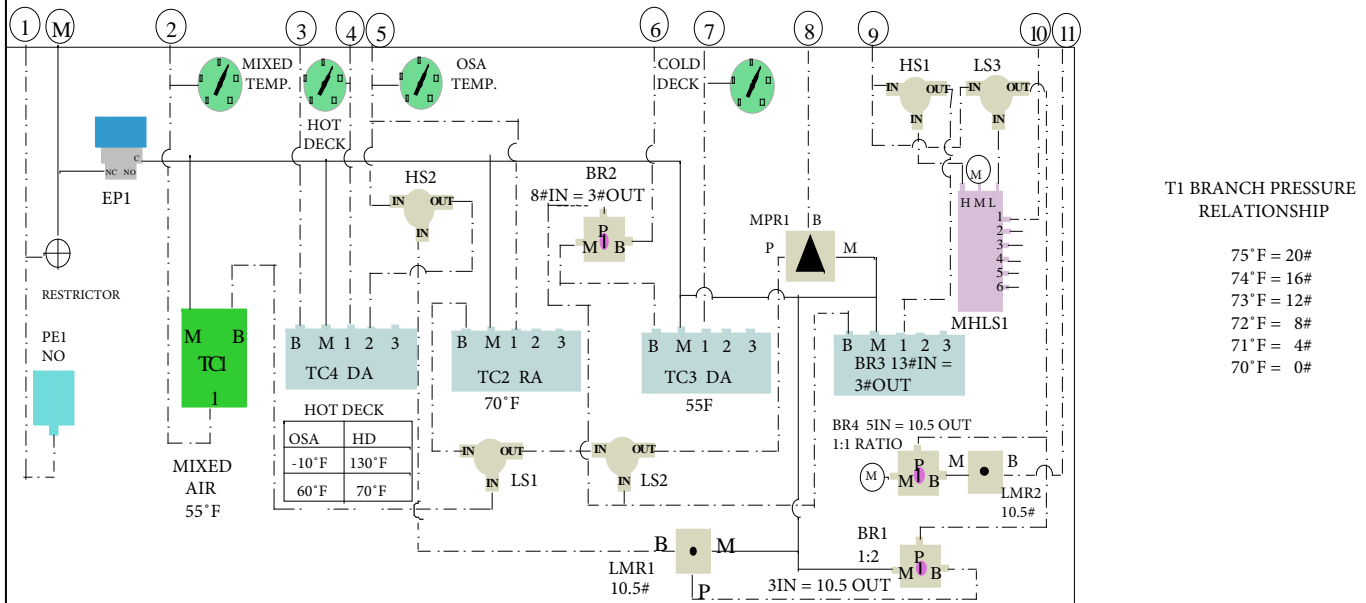 1 M 2 3 4 5 6 7 8 9 10 11
MIXED
TEMP.
OSA
TEMP.
COLD
DECK
HS1 LS3
IN OUT IN OUT
IN IN
HOT
DECK
C
NC NO
EP1
HS2
IN OUT
IN
BR2
8#IN = 3#OUT
P
M B
MPR1 B
P M
M
H M L
1
2
3
4
5
6
MHLS1
T1 BRANCH PRESSURE
RELATIONSHIP
75°F = 20#
74°F = 16#
73°F = 12#
72°F = 8#
71°F = 4#
70°F = 0#
RESTRICTOR
PE1
NO
M B
TC1
1
MIXED
AIR
55°F
B M 1 2 3
TC4 DA
B M 1 2 3
TC2 RA
70°F
B M 1 2 3
TC3 DA
55F
B M 1 2 3
BR3 13#IN =
3#OUT
HOT DECK
OSA HD
-10°F 130°F
60°F 70°F
IN OUT
IN
LS1
IN OUT
IN
LS2
BR4 5IN = 10.5 OUT
1:1 RATIO
M
P
M B
M B
LMR2
10.5#
B M
P
LMR1
10.5#
BR1
1:2
P
M B
3IN = 10.5 OUT